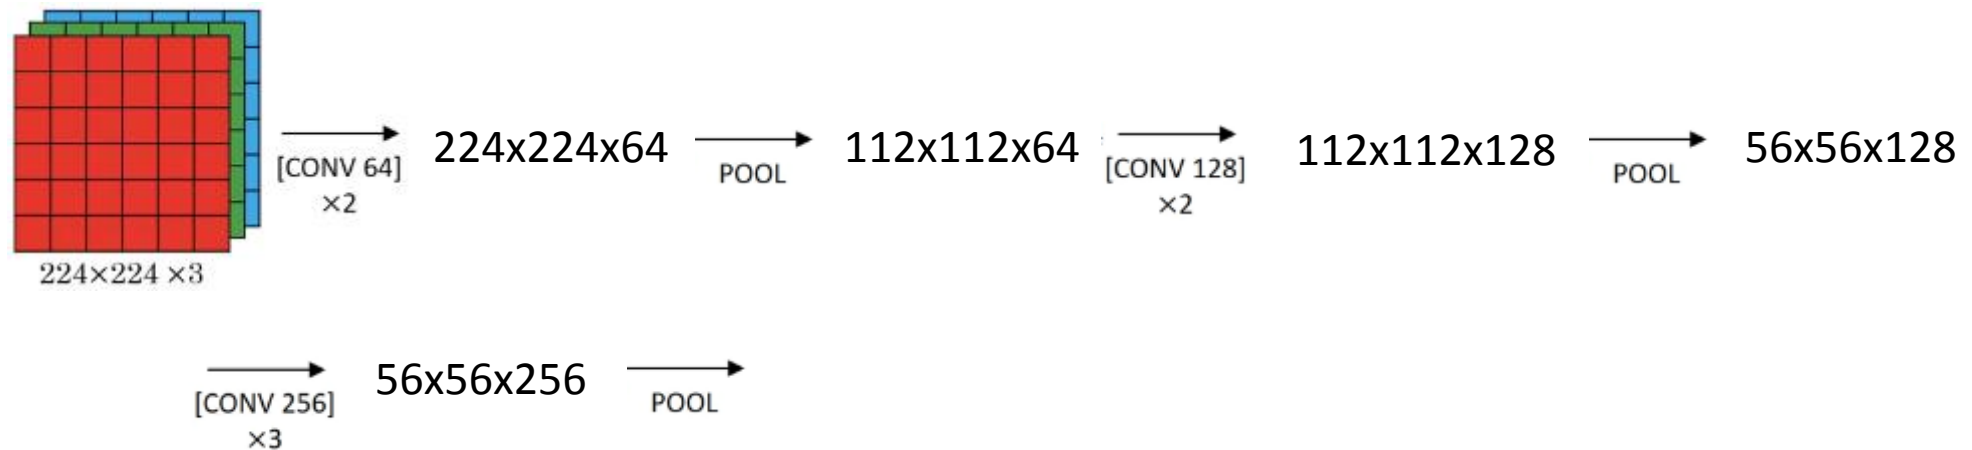 224x224x64
112x112x64
112x112x128
56x56x128
[CONV 64]
×2
POOL
[CONV 128]
×2
POOL
224×224 ×3
56x56x256
[CONV 256]
×3
POOL